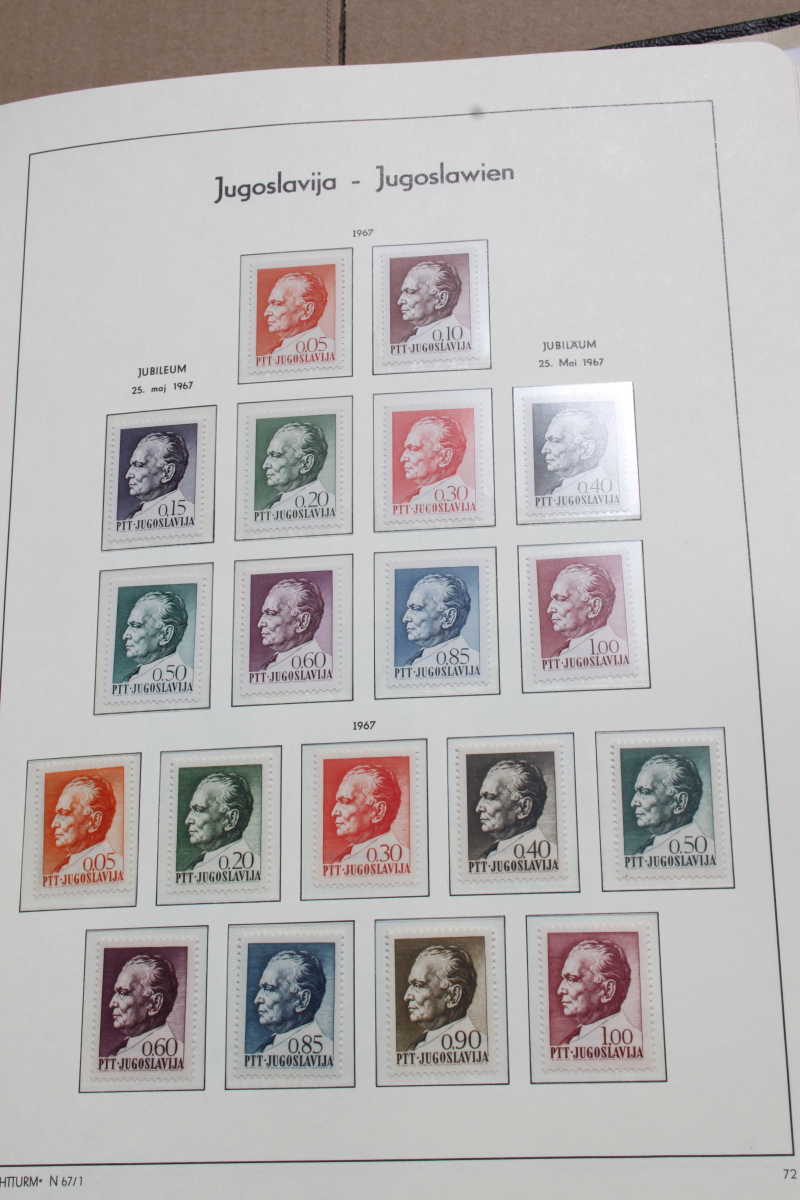 Jugoslavija - Jugoslawien
1967
0.05
PTT·JUGOSLAVIJA
0.10
PTT·JUGOSLAVIJA
JUBILEUM
25. maj 1967
JUBILÄUM
25. Mai 1967
0.15
PTT·JUGOSLAVIJA
0.20
PTT·JUGOSLAVIJA
0.30
PTT·JUGOSLAVIJA
0.40
PTT·JUGOSLAVIJA
0.50
PTT·JUGOSLAVIJA
0.60
PTT·JUGOSLAVIJA
0.85
PTT·JUGOSLAVIJA
1.00
PTT·JUGOSLAVIJA
1967
0.05
PTT·JUGOSLAVIJA
0.20
PTT·JUGOSLAVIJA
0.30
PTT·JUGOSLAVIJA
0.40
PTT·JUGOSLAVIJA
0.50
PTT·JUGOSLAVIJA
0.60
PTT·JUGOSLAVIJA
0.85
PTT·JUGOSLAVIJA
0.90
PTT·JUGOSLAVIJA
1.00
PTT·JUGOSLAVIJA
HTTURM® N 67/1
72